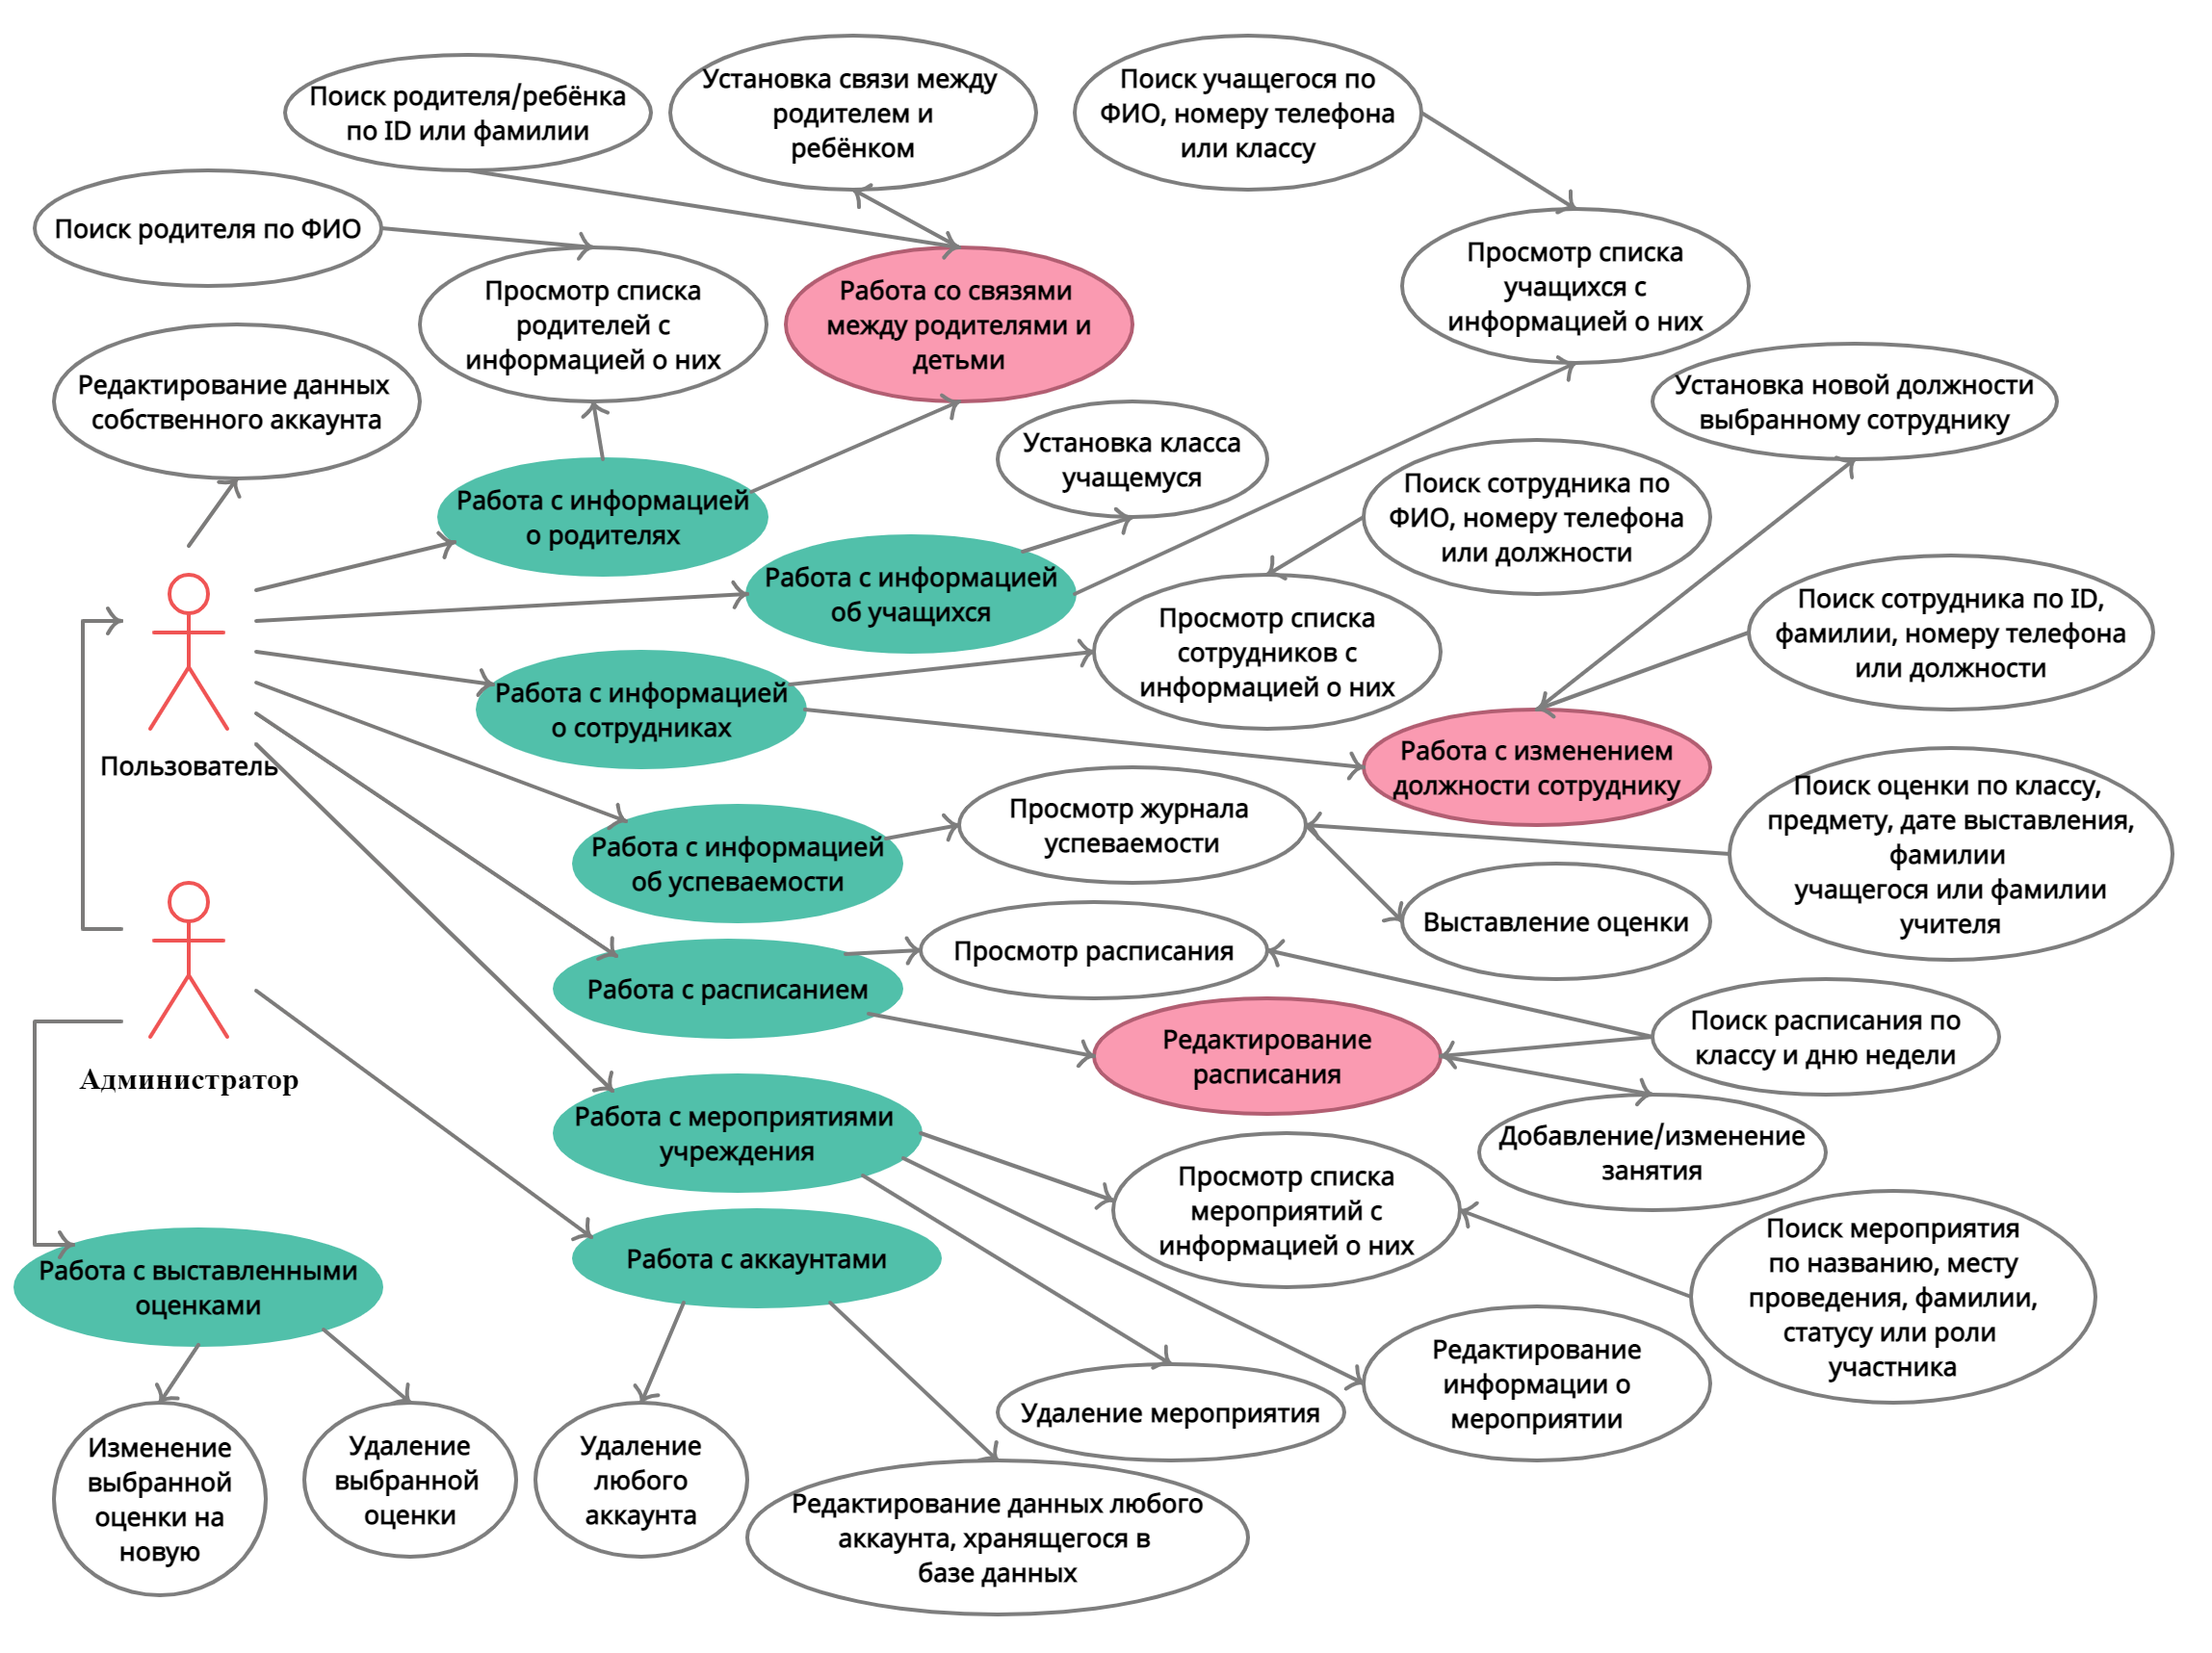 Поиск родителя/ребёнка
по ID или фамилии
Установка связи между
родителем и
ребёнком
Поиск учащегося по
ФИО, номеру телефона
или классу
Поиск родителя по ФИО
Просмотр списка
родителей с
информацией о них
Работа со связями
между родителями и
детьми
Просмотр списка
учащихся с
информацией о них
Редактирование данных
собственного аккаунта
Установка новой должности
выбранному сотруднику
Установка класса
учащемуся
Поиск сотрудника по
ФИО, номеру телефона
или должности
Работа с информацией
о родителях
Работа с информацией
об учащихся
Просмотр списка
сотрудников с
информацией о них
Поиск сотрудника по ID,
фамилии, номеру телефона
или должности
Работа с информацией
о сотрудниках
Пользователь
Работа с изменением
должности сотруднику
Просмотр журнала
успеваемости
Поиск оценки по классу,
предмету, дате выставления,
фамилии
учащегося или фамилии
учителя
Работа с информацией
об успеваемости
Выставление оценки
Просмотр расписания
Работа с расписанием
Редактирование
расписания
Поиск расписания по
классу и дню недели
Администратор
Работа с мероприятиями
учреждения
Добавление/изменение
занятия
Просмотр списка
мероприятий с
информацией о них
Поиск мероприятия
по названию, месту
проведения, фамилии,
статусу или роли
участника
Работа с аккаунтами
Работа с выставленными
оценками
Редактирование
информации о
мероприятии
Удаление мероприятия
Изменение
выбранной
оценки на
новую
Удаление
выбранной
оценки
Удаление
любого
аккаунта
Редактирование данных любого
аккаунта, хранящегося в
базе данных